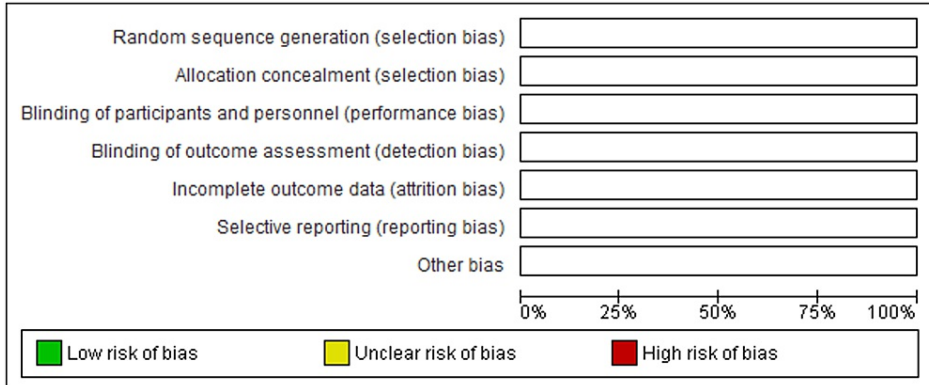 Random sequence generation (selection bias)
Allocation concealment (selection bias)
Blinding of participants and personnel (performance bias)
Blinding of outcome assessment (detection bias)
Incomplete outcome data (attrition bias)
Selective reporting (reporting bias)
Other bias
0% 25% 50% 75% 100%
Low risk of bias Unclear risk of bias High risk of bias